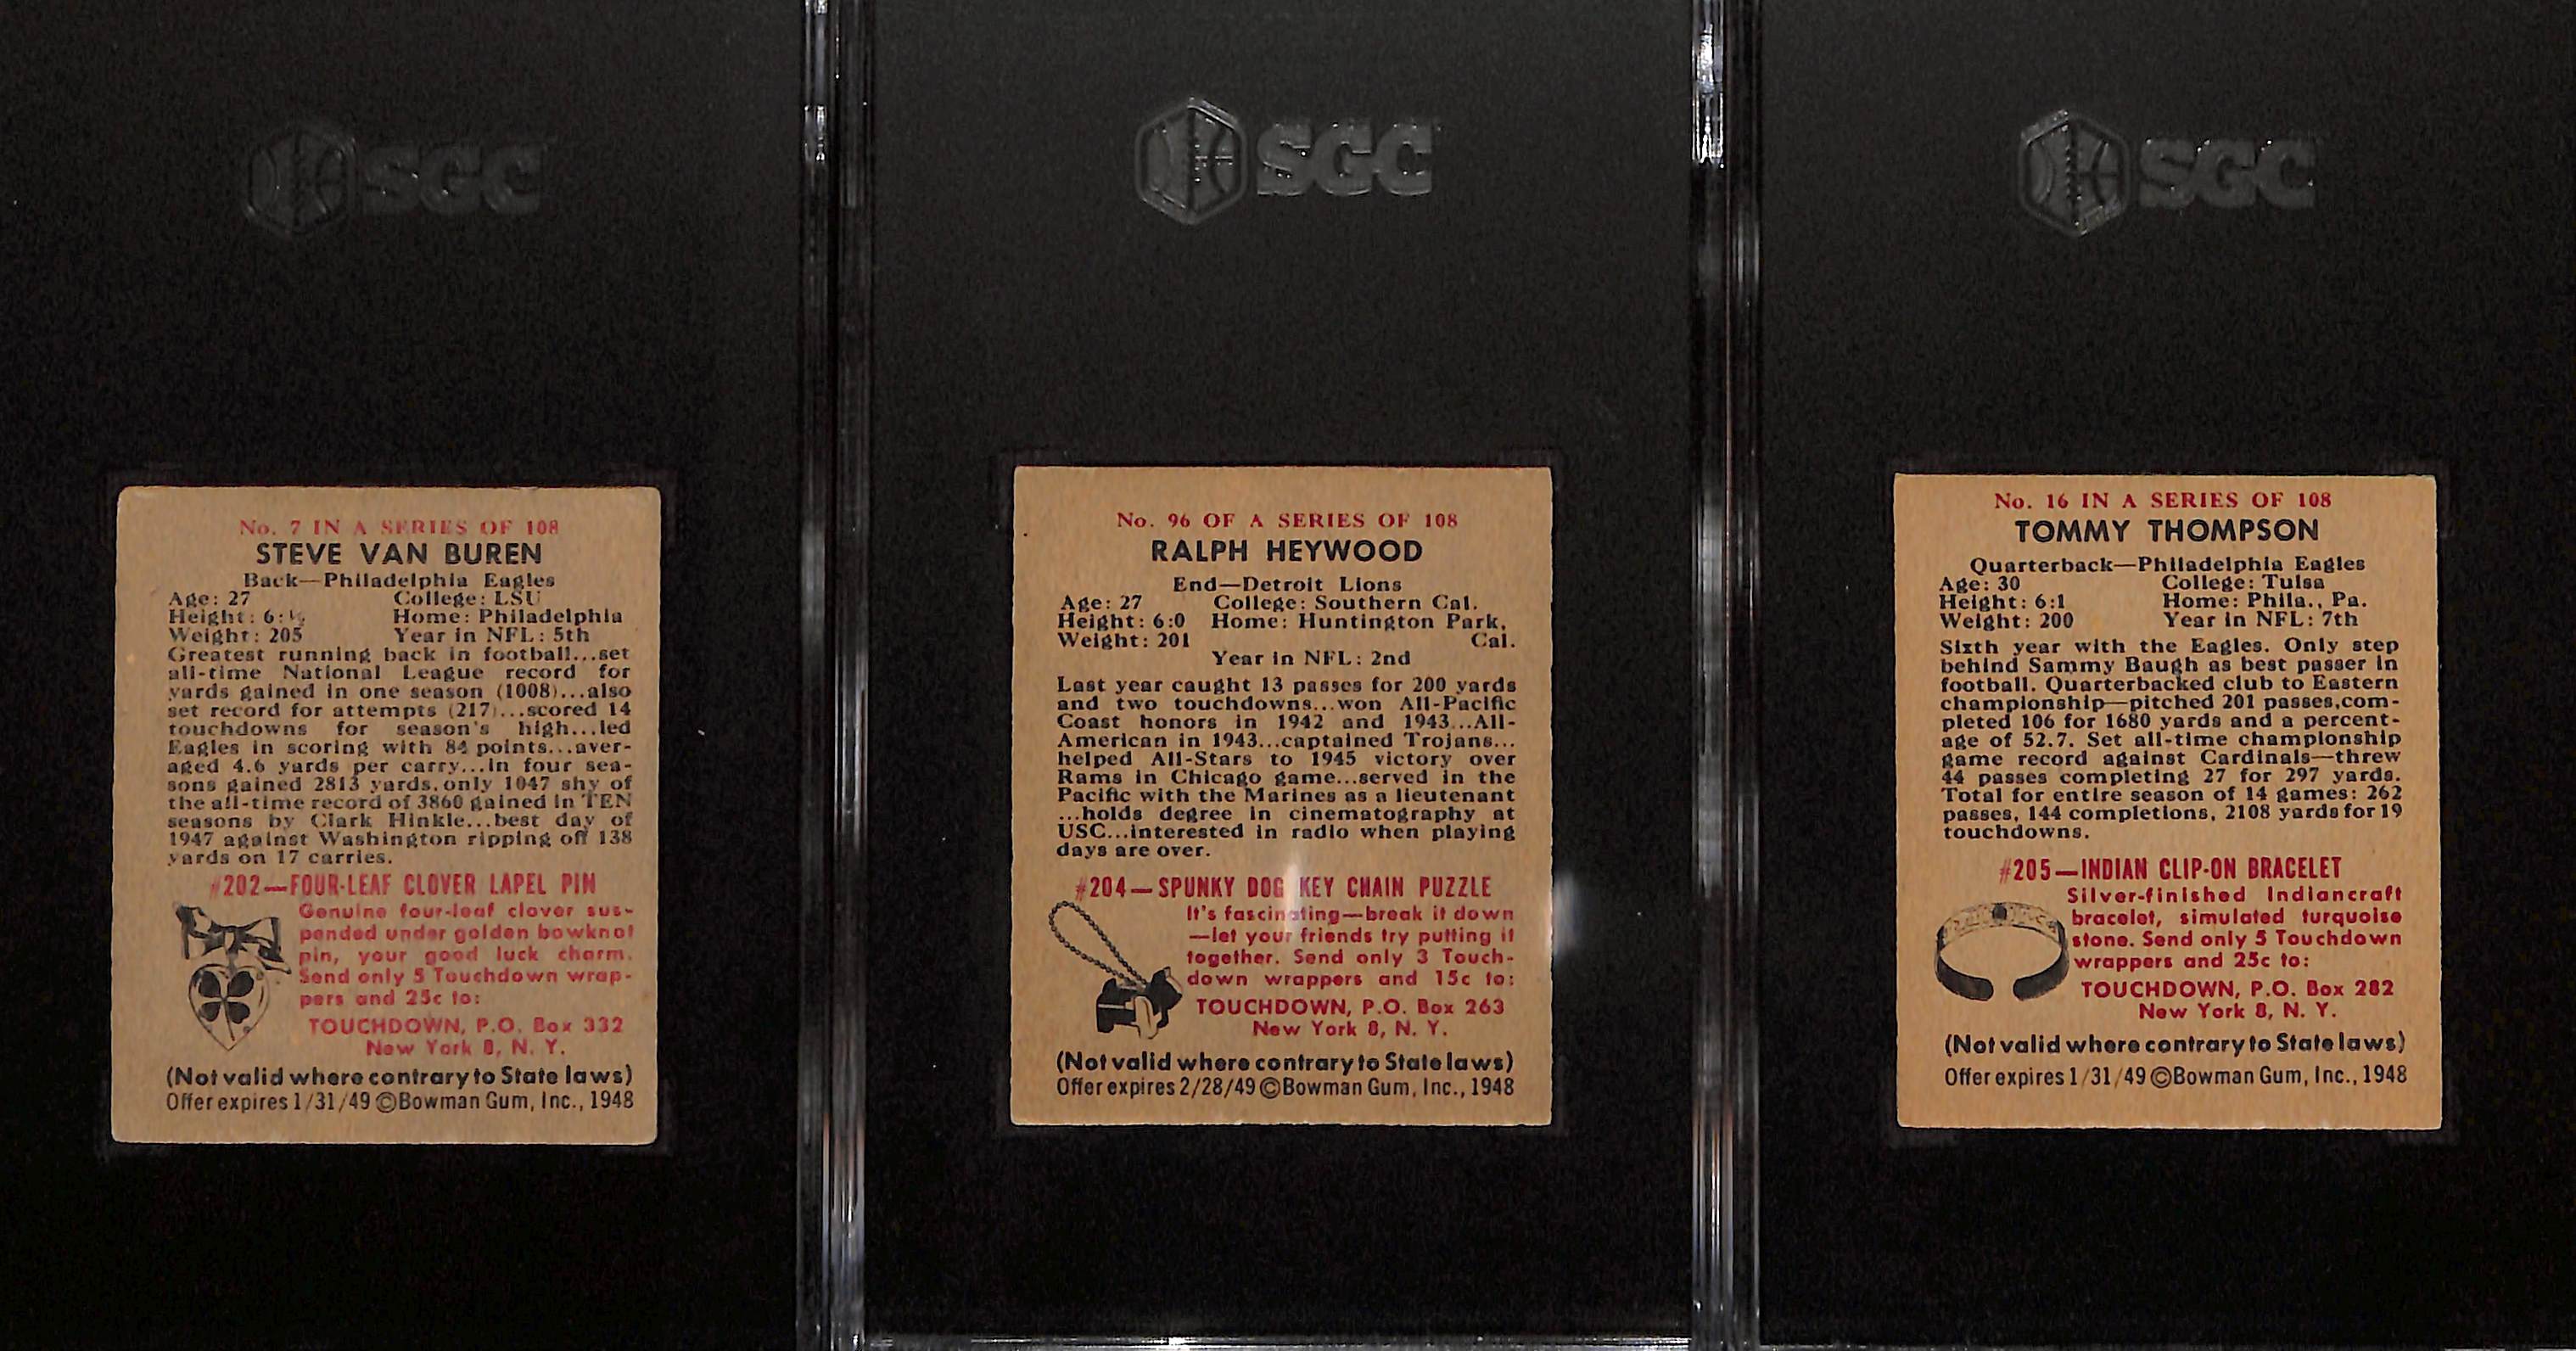 SGC
No. 7 IN A SERIES OF 108
STEVE VAN BUREN
Back—Philadelphia Eagles
Age: 27 College: LSU
Height: 6:½ Home: Philadelphia
Weight: 205 Year in NFL: 5th
Greatest running back in football...set
all-time National League record for
yards gained in one season (1008)...also
set record for attempts (217)...scored 14
touchdowns for season's high...led
Eagles in scoring with 84 points...aver-
aged 4.6 yards per carry...in four sea-
sons gained 2813 yards, only 1047 shy of
the all-time record of 3860 gained in TEN
seasons by Clark Hinkle...best day of
1947 against Washington ripping off 138
yards on 17 carries.
#202—FOUR-LEAF CLOVER LAPEL PIN
Genuine four-leaf clover sus-
pended under golden bowknot
pin, your good luck charm.
Send only 5 Touchdown wrap-
pers and 25c to:
TOUCHDOWN, P.O. Box 332
New York 8, N. Y.
(Not valid where contrary to State laws)
Offer expires 1/31/49 ©Bowman Gum, Inc., 1948
SGC
No. 96 OF A SERIES OF 108
RALPH HEYWOOD
End—Detroit Lions
Age: 27 College: Southern Cal.
Height: 6:0 Home: Huntington Park,
Weight: 201 Cal.
Year in NFL: 2nd
Last year caught 13 passes for 200 yards
and two touchdowns...won All-Pacific
Coast honors in 1942 and 1943...All-
American in 1943...captained Trojans...
helped All-Stars to 1945 victory over
Rams in Chicago game...served in the
Pacific with the Marines as a lieutenant
...holds degree in cinematography at
USC...interested in radio when playing
days are over.
#204—SPUNKY DOG KEY CHAIN PUZZLE
It's fascinating—break it down
—let your friends try putting it
together. Send only 3 Touch-
down wrappers and 15c to:
TOUCHDOWN, P.O. Box 263
New York 8, N. Y.
(Not valid where contrary to State laws)
Offer expires 2/28/49 ©Bowman Gum, Inc., 1948
SGC
No. 16 IN A SERIES OF 108
TOMMY THOMPSON
Quarterback—Philadelphia Eagles
Age: 30 College: Tulsa
Height: 6:1 Home: Phila., Pa.
Weight: 200 Year in NFL: 7th
Sixth year with the Eagles. Only step
behind Sammy Baugh as best passer in
football. Quarterbacked club to Eastern
championship—pitched 201 passes,com-
pleted 106 for 1680 yards and a percent-
age of 52.7. Set all-time championship
game record against Cardinals—threw
44 passes completing 27 for 297 yards.
Total for entire season of 14 games: 262
passes, 144 completions, 2108 yards for 19
touchdowns.
#205—INDIAN CLIP-ON BRACELET
Silver-finished Indiancraft
bracelet, simulated turquoise
stone. Send only 5 Touchdown
wrappers and 25c to:
TOUCHDOWN, P.O. Box 282
New York 8, N. Y.
(Not valid where contrary to State laws)
Offer expires 1/31/49 ©Bowman Gum, Inc., 1948